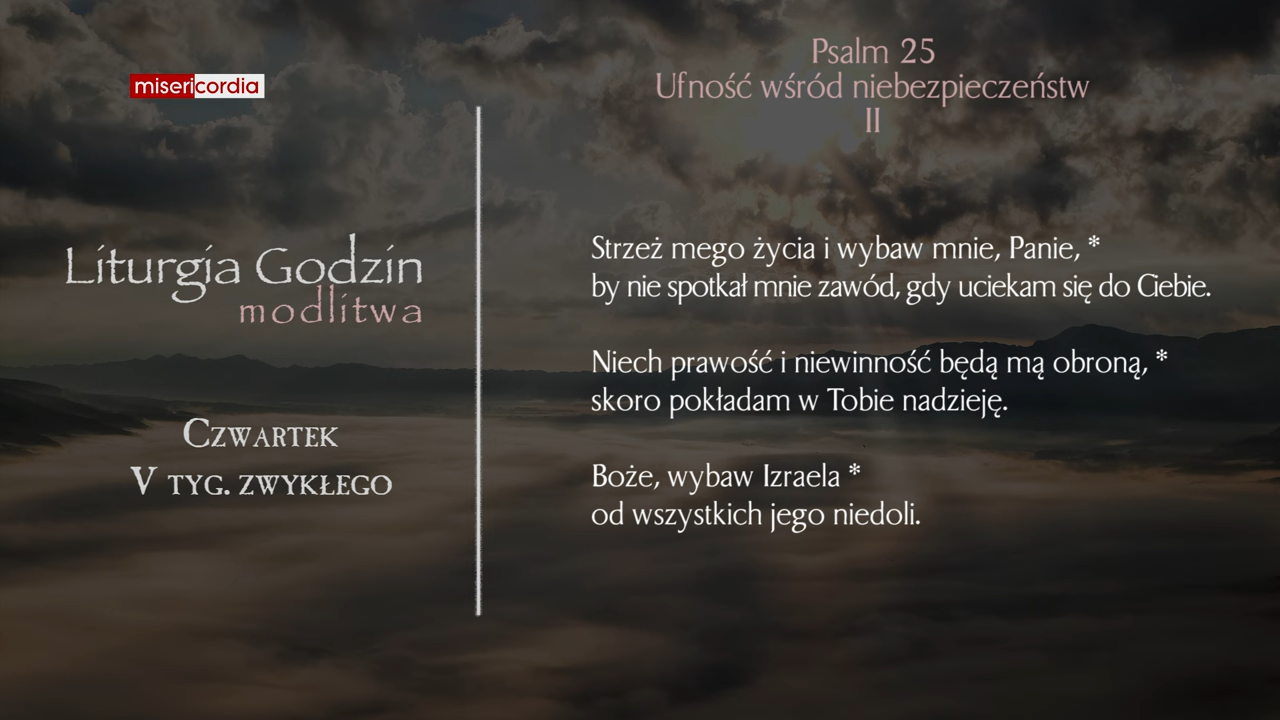 misericordia
Liturgia Godzin
modlitwa
Czwartek
V tyg. zwykłego
Psalm 25
Ufność wśród niebezpieczeństw
II
Strzeż mego życia i wybaw mnie, Panie, *
by nie spotkał mnie zawód, gdy uciekam się do Ciebie.
Niech prawość i niewinność będą mą obroną, *
skoro pokładam w Tobie nadzieję.
Boże, wybaw Izraela *
od wszystkich jego niedoli.